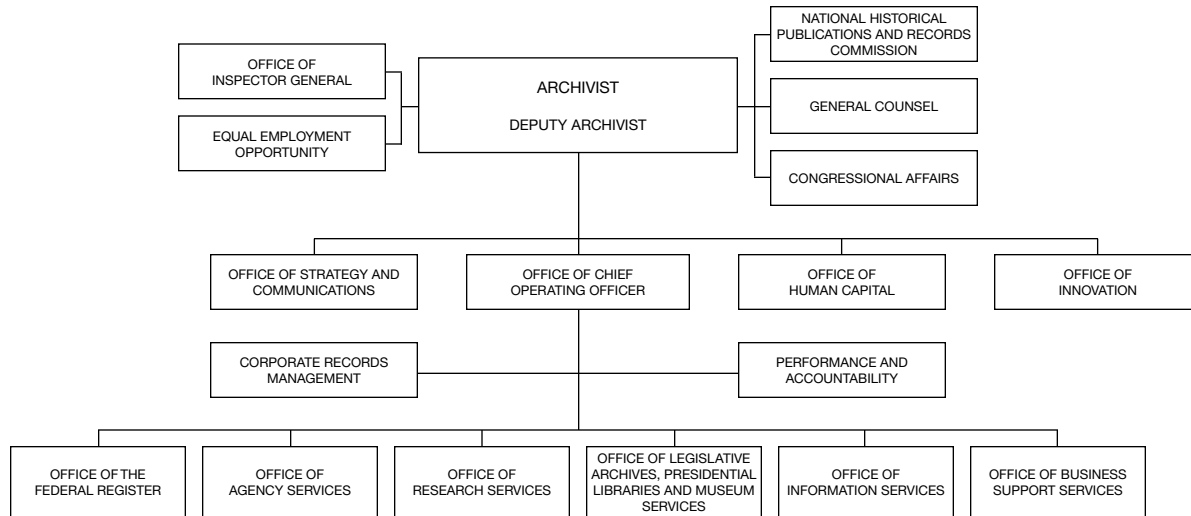 NATIONAL HISTORICAL
PUBLICATIONS AND RECORDS
COMMISSION
OFFICE OF
INSPECTOR GENERAL
ARCHIVIST
DEPUTY ARCHIVIST
GENERAL COUNSEL
EQUAL EMPLOYMENT
OPPORTUNITY
CONGRESSIONAL AFFAIRS
OFFICE OF STRATEGY AND
COMMUNICATIONS
OFFICE OF CHIEF
OPERATING OFFICER
OFFICE OF
HUMAN CAPITAL
OFFICE OF
INNOVATION
CORPORATE RECORDS
MANAGEMENT
PERFORMANCE AND
ACCOUNTABILITY
OFFICE OF THE
FEDERAL REGISTER
OFFICE OF
AGENCY SERVICES
OFFICE OF
RESEARCH SERVICES
OFFICE OF LEGISLATIVE
ARCHIVES, PRESIDENTIAL
LIBRARIES AND MUSEUM
SERVICES
OFFICE OF
INFORMATION SERVICES
OFFICE OF BUSINESS
SUPPORT SERVICES